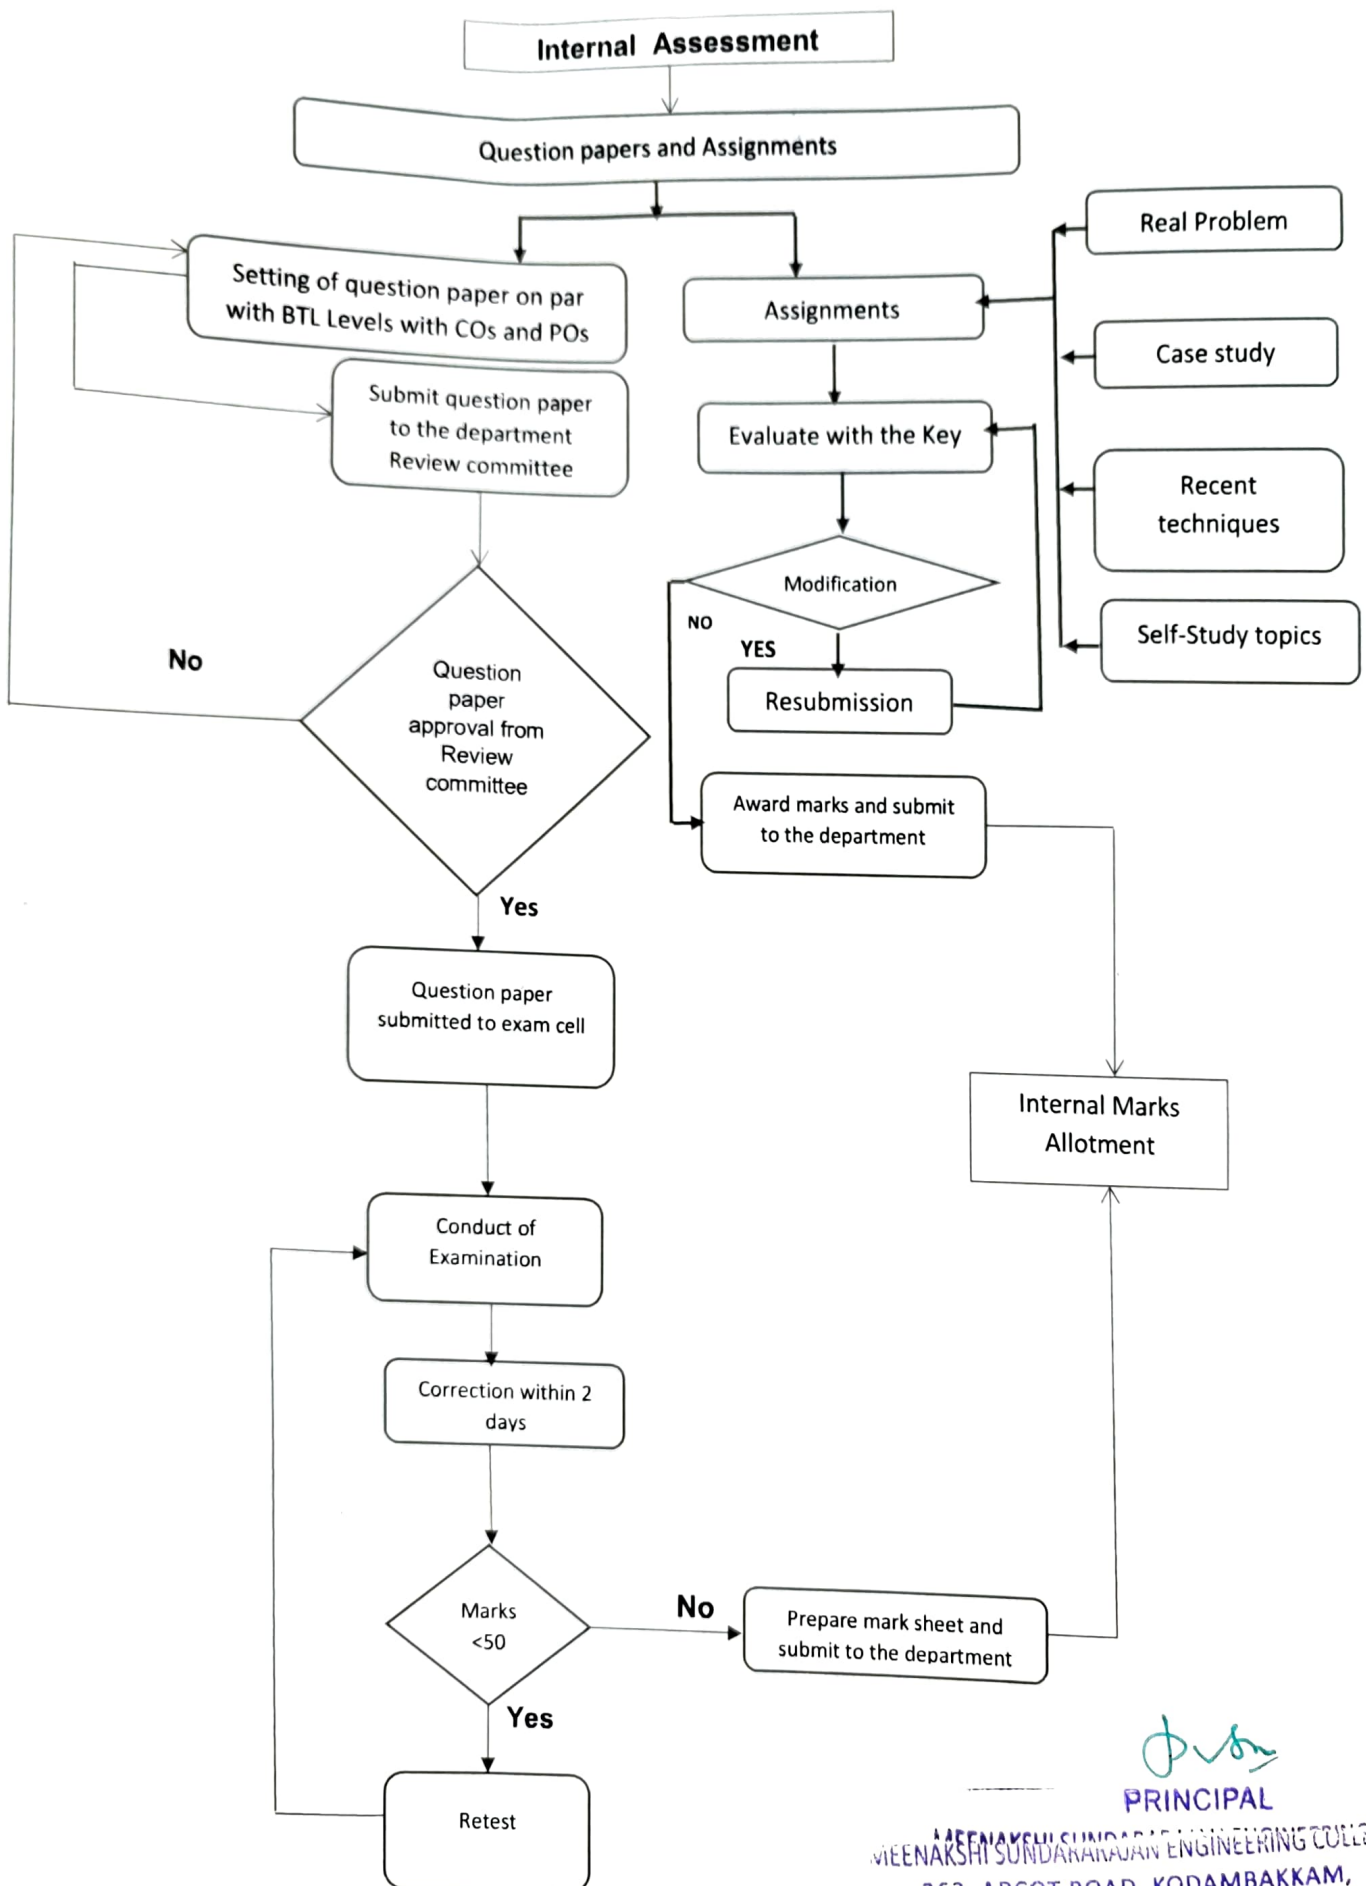 Internal Assessment
Question papers and Assignments
Setting of question paper on par
with BTL Levels with COs and POs
Submit question paper
to the department
Review committee
No
Question
paper
approval from
Review
committee
Yes
Question paper
submitted to exam cell
Conduct of
Examination
Correction within 2
days
Marks
<50
No
Yes
Retest
Prepare mark sheet and
submit to the department
Assignments
Evaluate with the Key
Modification
NO
YES
Resubmission
Award marks and submit
to the department
Real Problem
Case study
Recent
techniques
Self-Study topics
Internal Marks
Allotment
PRINCIPAL
MEENAKSHI SUNDARARAJAN ENGINEERING
ARCOT ROAD, KODAMBAKKAM,